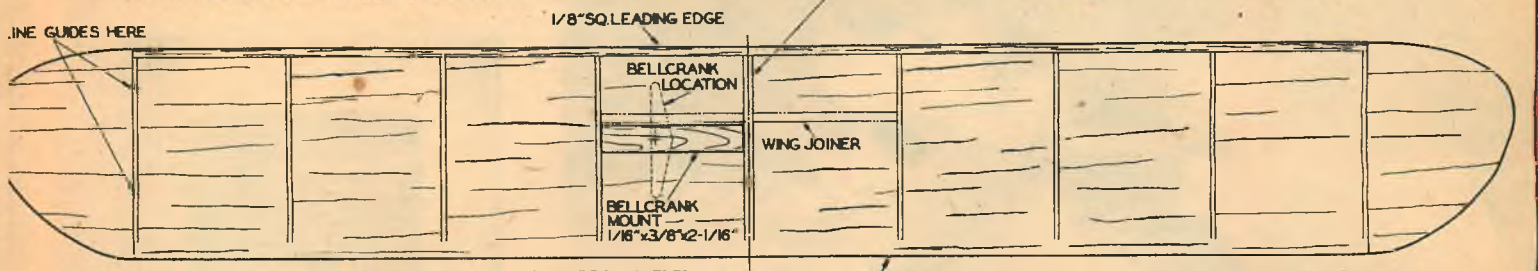 1/8"SQ.LEADING EDGE
LINE GUIDES HERE
BELLCRANK
LOCATION
WING JOINER
BELLCRANK
MOUNT
1/16"x3/8"x2-1/16"